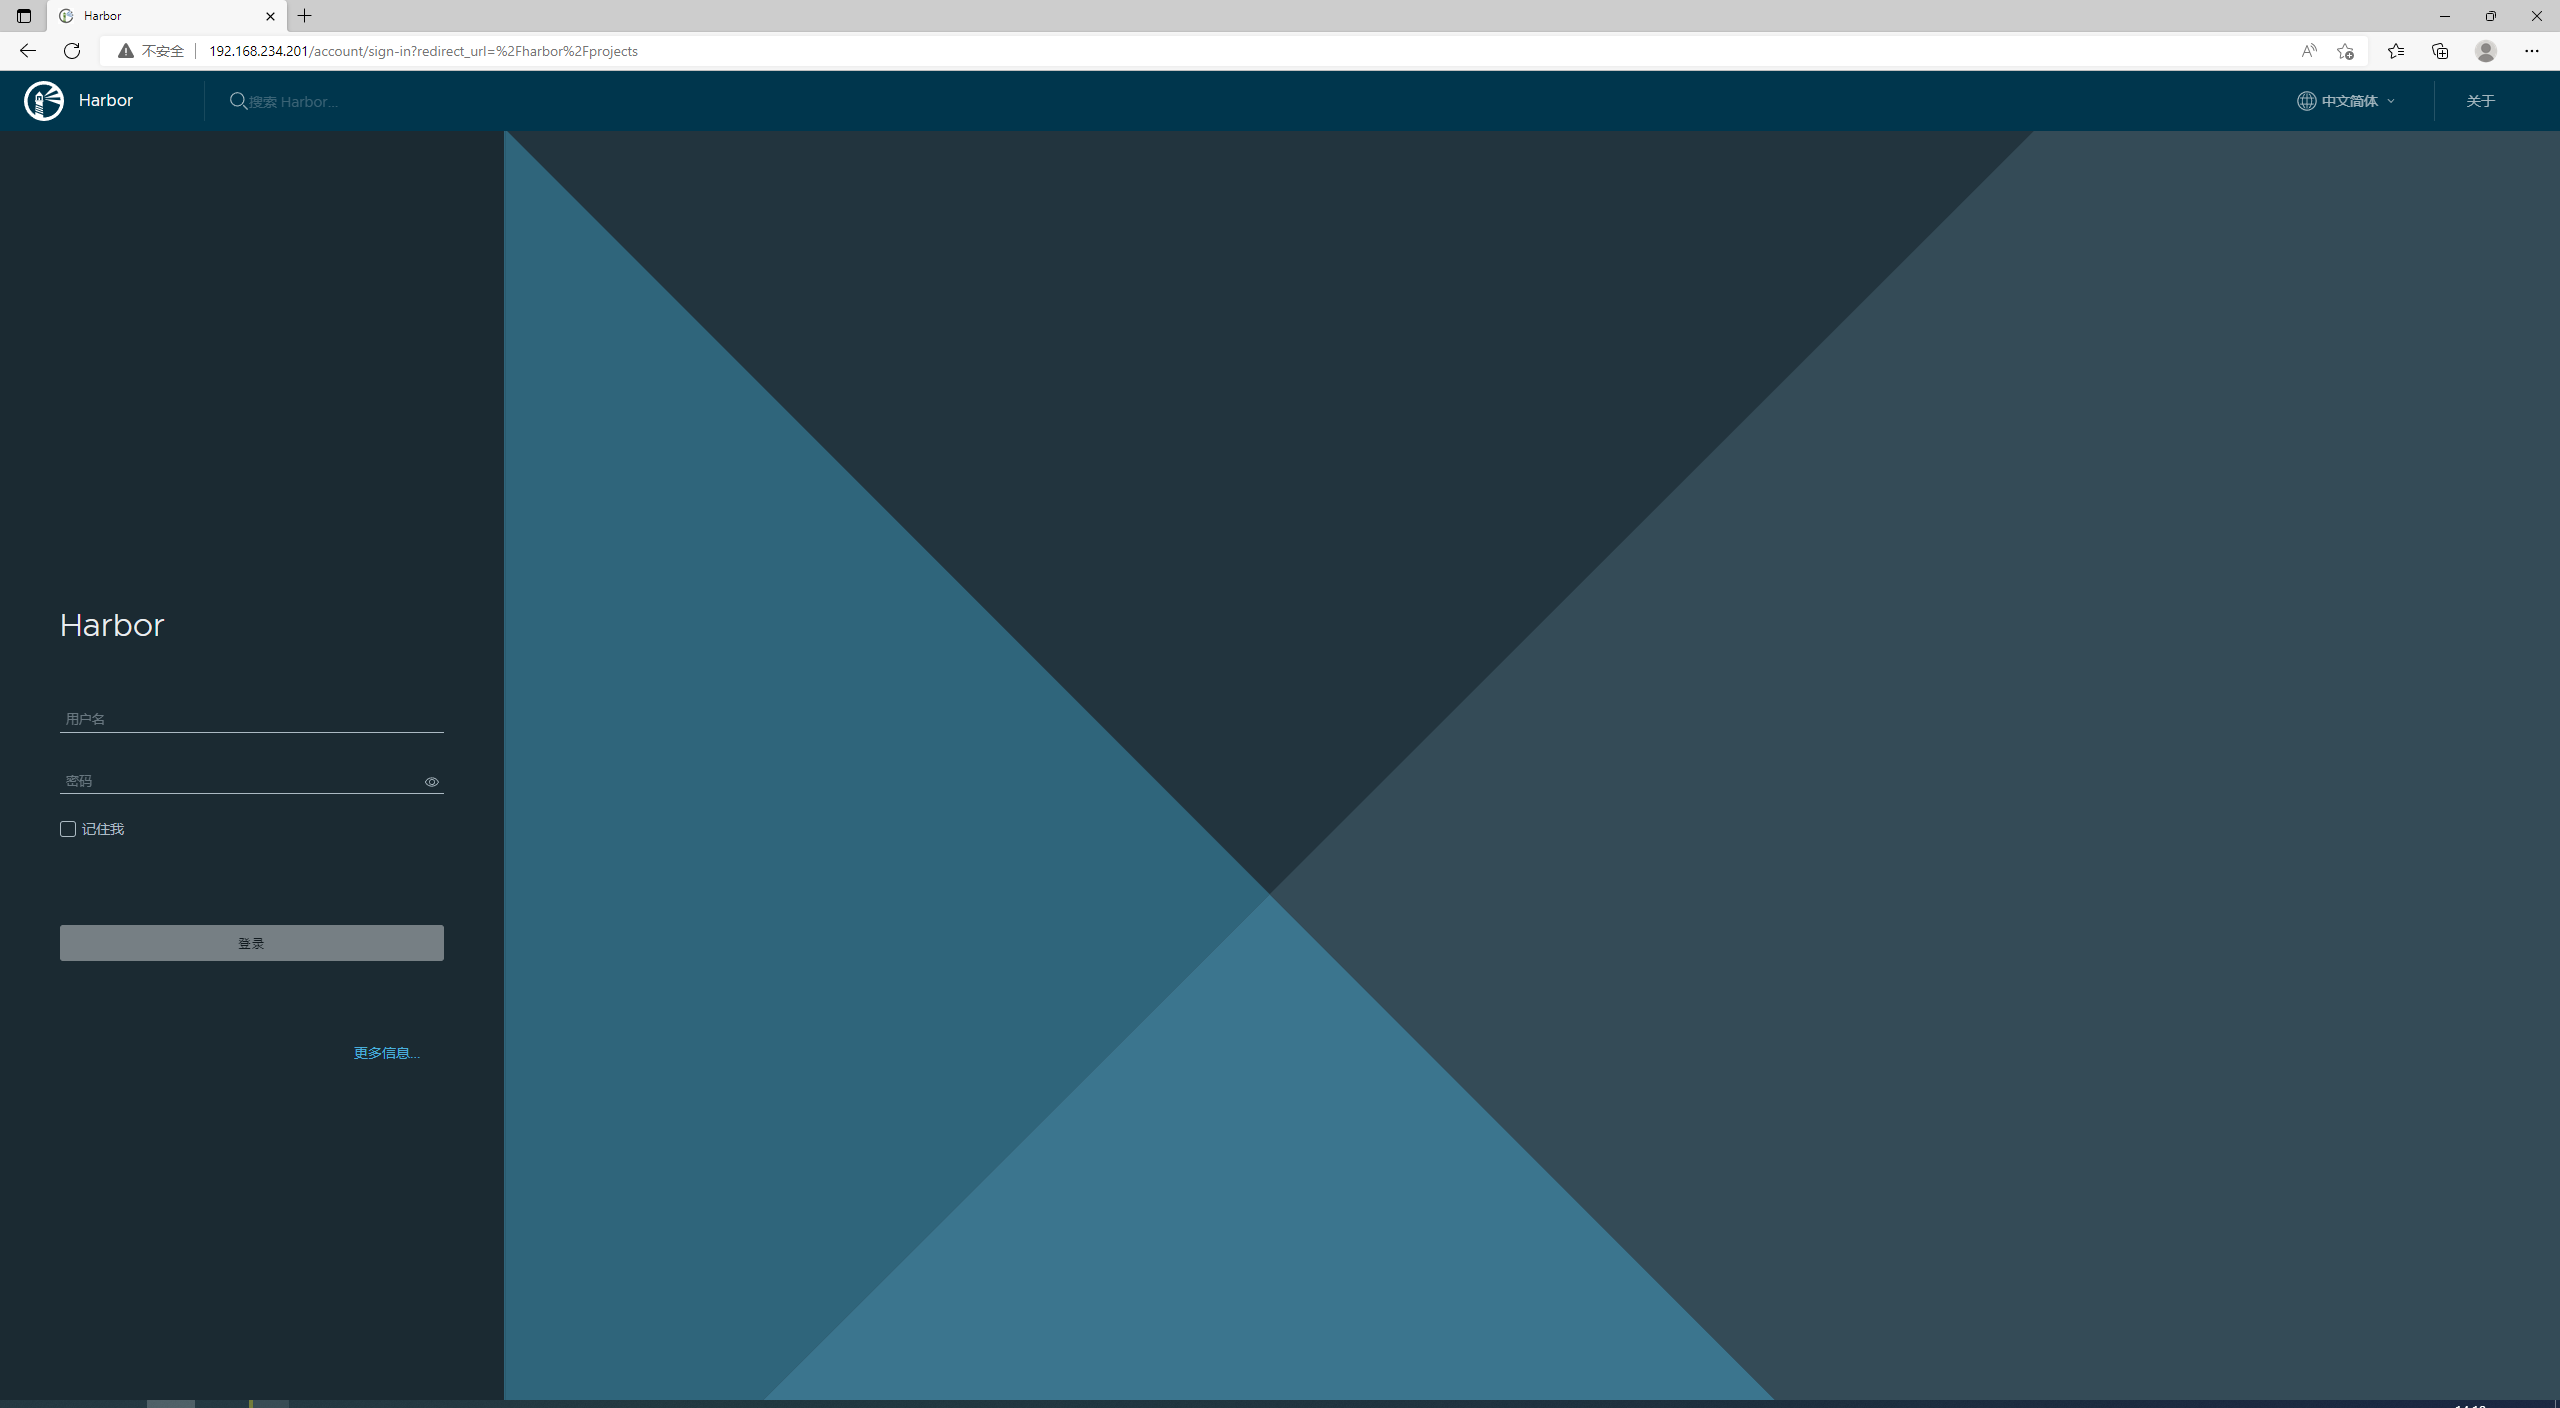 Harbor
不安全 192.168.234.201/account/sign-in?redirect_url=%2Fharbor%2Fprojects
Harbor
搜索 Harbor...
中文简体
关于
Harbor
用户名
密码
记住我
登录
更多信息...